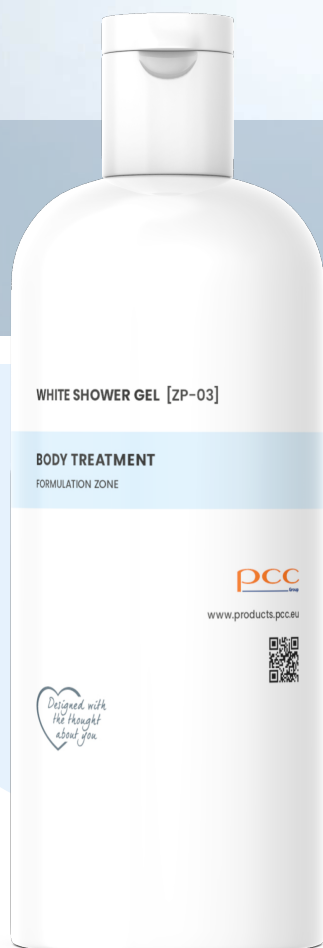 WHITE SHOWER GEL [ZP-03]
BODY TREATMENT
FORMULATION ZONE
pcc
Group
www.products.pcc.eu
Designed with
the thought
about you